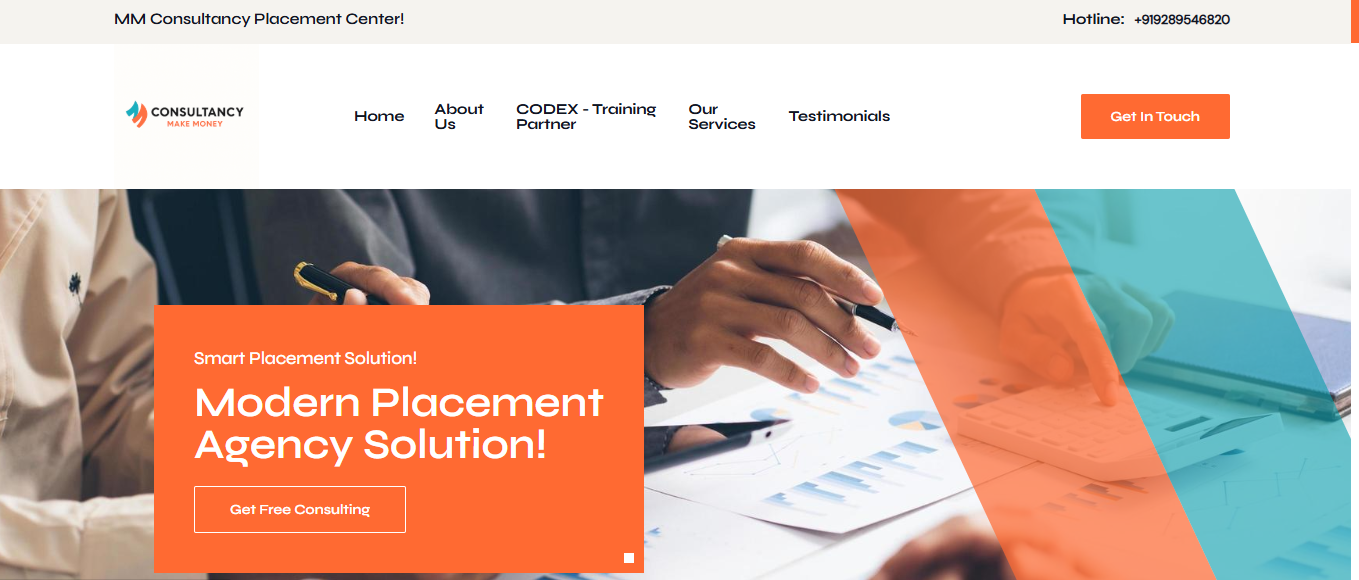 MM Consultancy Placement Center!
Hotline: +919289546820
CONSULTANCY
MAKE MONEY
Home
About
Us
CODEX - Training
Partner
Our
Services
Testimonials
Get In Touch
Smart Placement Solution!
Modern Placement
Agency Solution!
Get Free Consulting